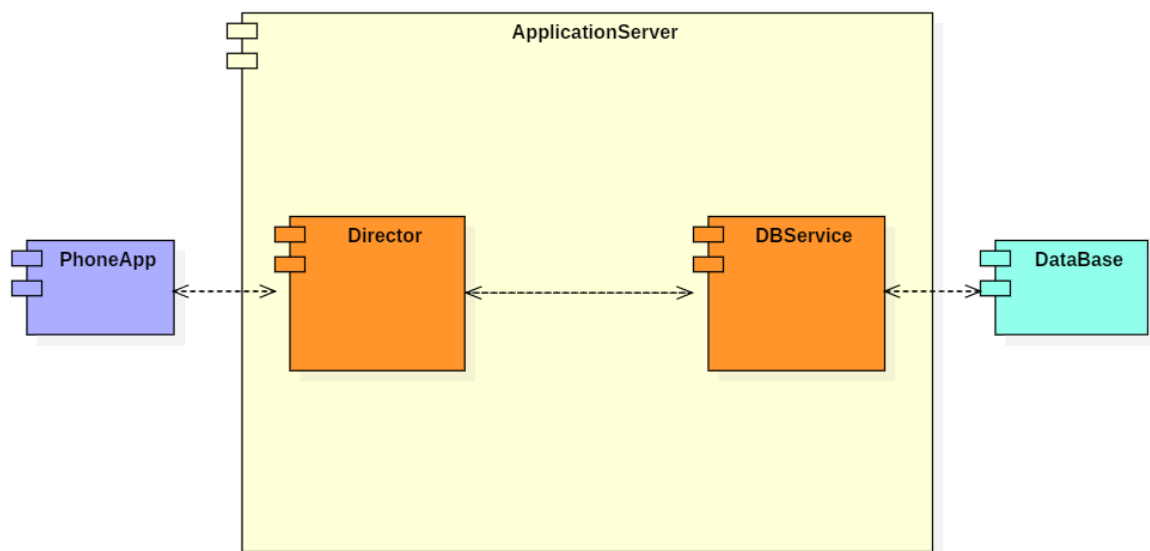 ApplicationServer
Director
DBService
PhoneApp
DataBase